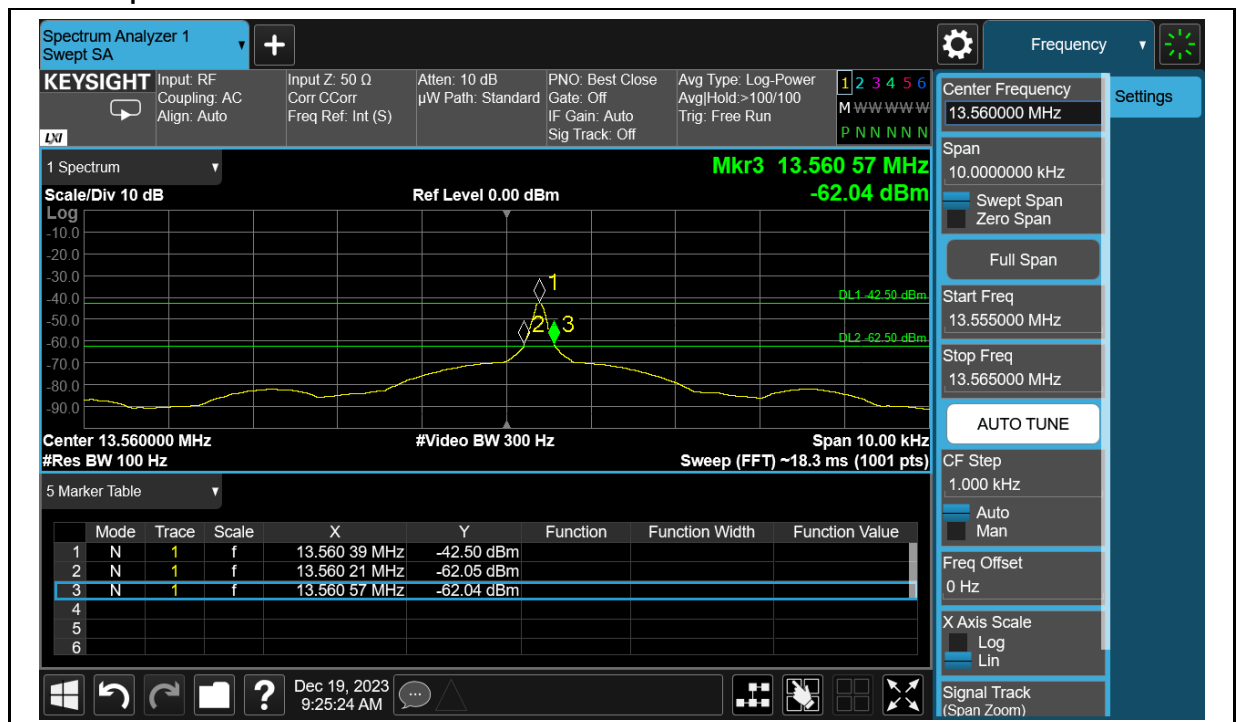 Spectrum Analyzer 1
Swept SA
Frequency
KEYSIGHT
LXI
Input: RF
Coupling: AC
Align: Auto
Input Z: 50 Ω
Corr CCorr
Freq Ref: Int (S)
Atten: 10 dB
µW Path: Standard
PNO: Best Close
Gate: Off
IF Gain: Auto
Sig Track: Off
Avg Type: Log-Power
Avg|Hold:>100/100
Trig: Free Run
1 2 3 4 5 6
M W W W W W
P N N N N N
1 Spectrum
Mkr3 13.560 57 MHz
-62.04 dBm
Scale/Div 10 dB
Ref Level 0.00 dBm
Log
-10.0
-20.0
-30.0
-40.0
-50.0
-60.0
-70.0
-80.0
-90.0
1
2
3
DL1 -42.50 dBm
DL2 -62.50 dBm
Center 13.560000 MHz
#Video BW 300 Hz
Span 10.00 kHz
#Res BW 100 Hz
Sweep (FFT) ~18.3 ms (1001 pts)
5 Marker Table
Mode Trace Scale X Y Function Function Width Function Value
1 N 1 f 13.560 39 MHz -42.50 dBm
2 N 1 f 13.560 21 MHz -62.05 dBm
3 N 1 f 13.560 57 MHz -62.04 dBm
4
5
6
?
Dec 19, 2023
9:25:24 AM
Center Frequency
13.560000 MHz
Settings
Span
10.0000000 kHz
Swept Span
Zero Span
Full Span
Start Freq
13.555000 MHz
Stop Freq
13.565000 MHz
AUTO TUNE
CF Step
1.000 kHz
Auto
Man
Freq Offset
0 Hz
X Axis Scale
Log
Lin
Signal Track
(Span Zoom)